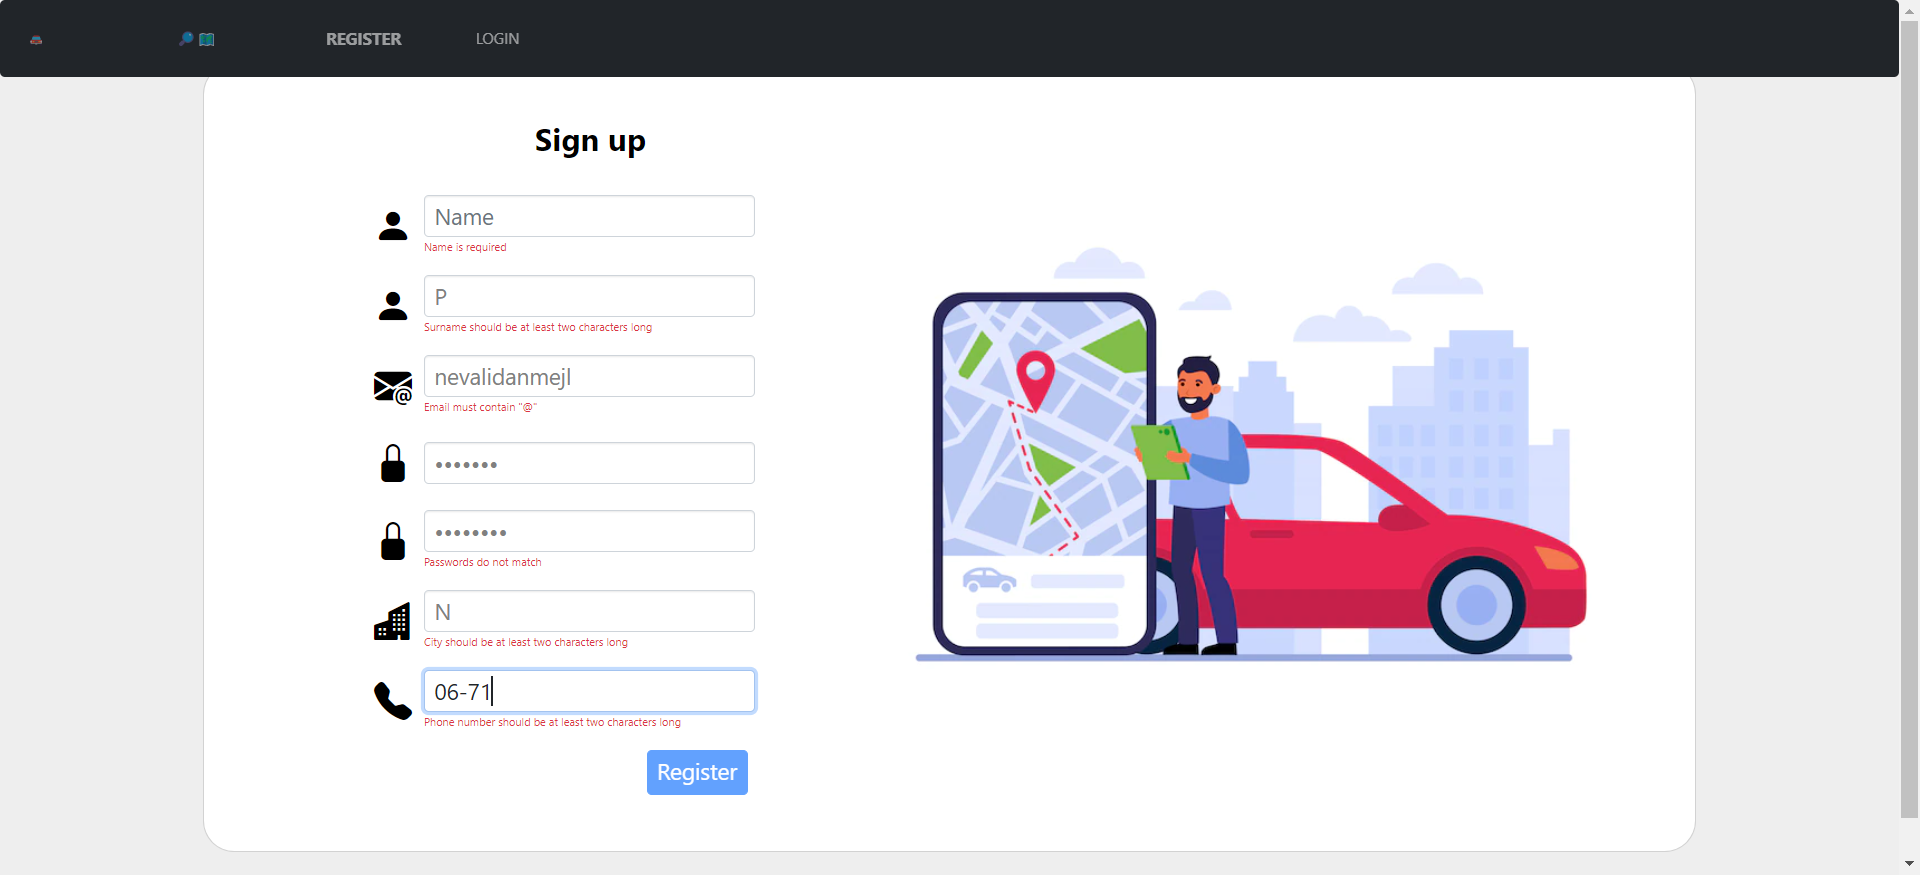 REGISTER LOGIN
Sign up
Name
Name is required
P
Surname should be at least two characters long
nevalidanmejl
Email must contain "@"
•••••••
••••••••
Passwords do not match
N
City should be at least two characters long
06-71
Phone number should be at least two characters long
Register